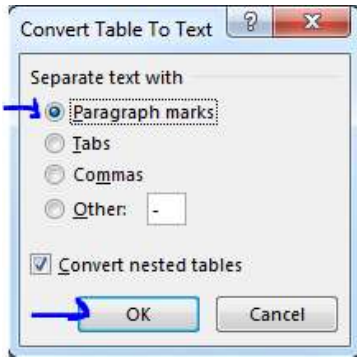 Convert Table To Text ?
Separate text with
Paragraph marks
Tabs
Commas
Other: -
Convert nested tables
OK Cancel